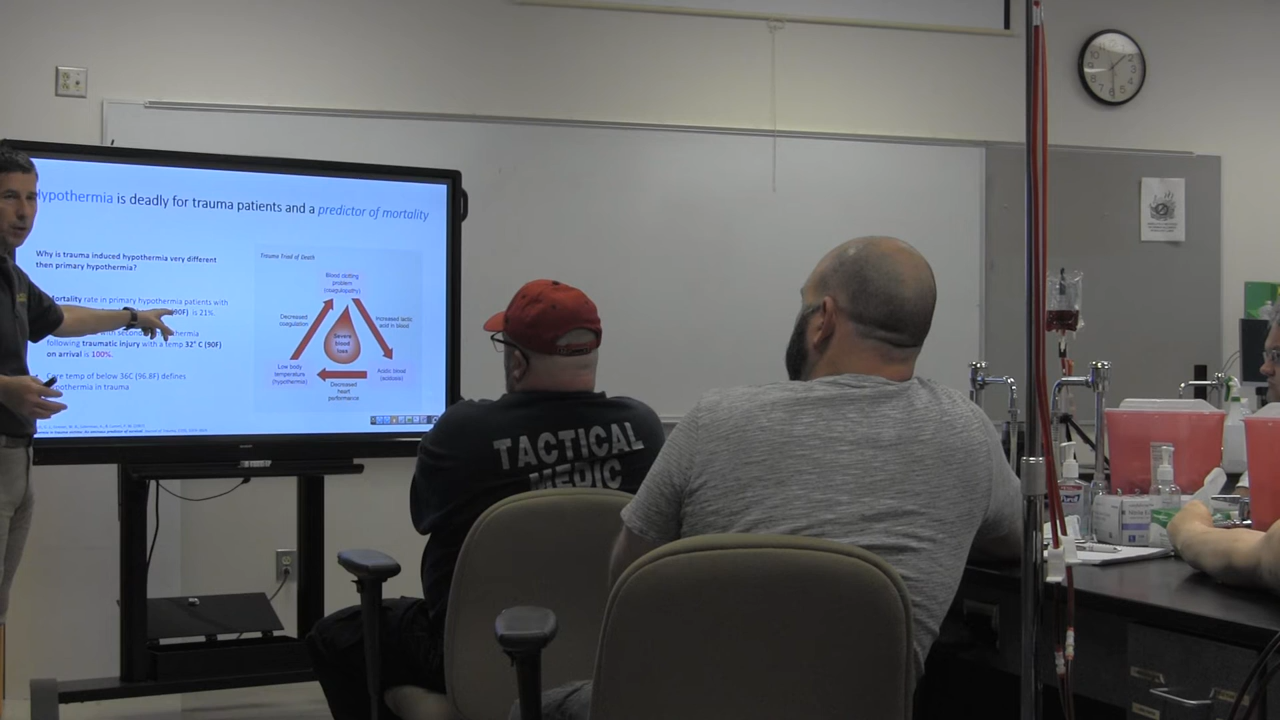 Hypothermia is deadly for trauma patients and a predictor of mortality
Why is trauma induced hypothermia very different
then primary hypothermia?
Mortality rate in primary hypothermia patients with
90F) is 21%.
with
following traumatic injury with a temp 32° C (90F)
on arrival is 100%.
temp of below 36C (96.8F) defines
hypothermia in trauma
Trauma Triad of Death
Blood clotting
problem
(coagulopathy)
Decreased
coagulation
Increased lactic
acid in blood
Severe
blood
loss
Low body
temperature
(hypothermia)
Acidic blood
(acidosis)
Decreased
heart
performance
TACTICAL
MEDIC
Purell